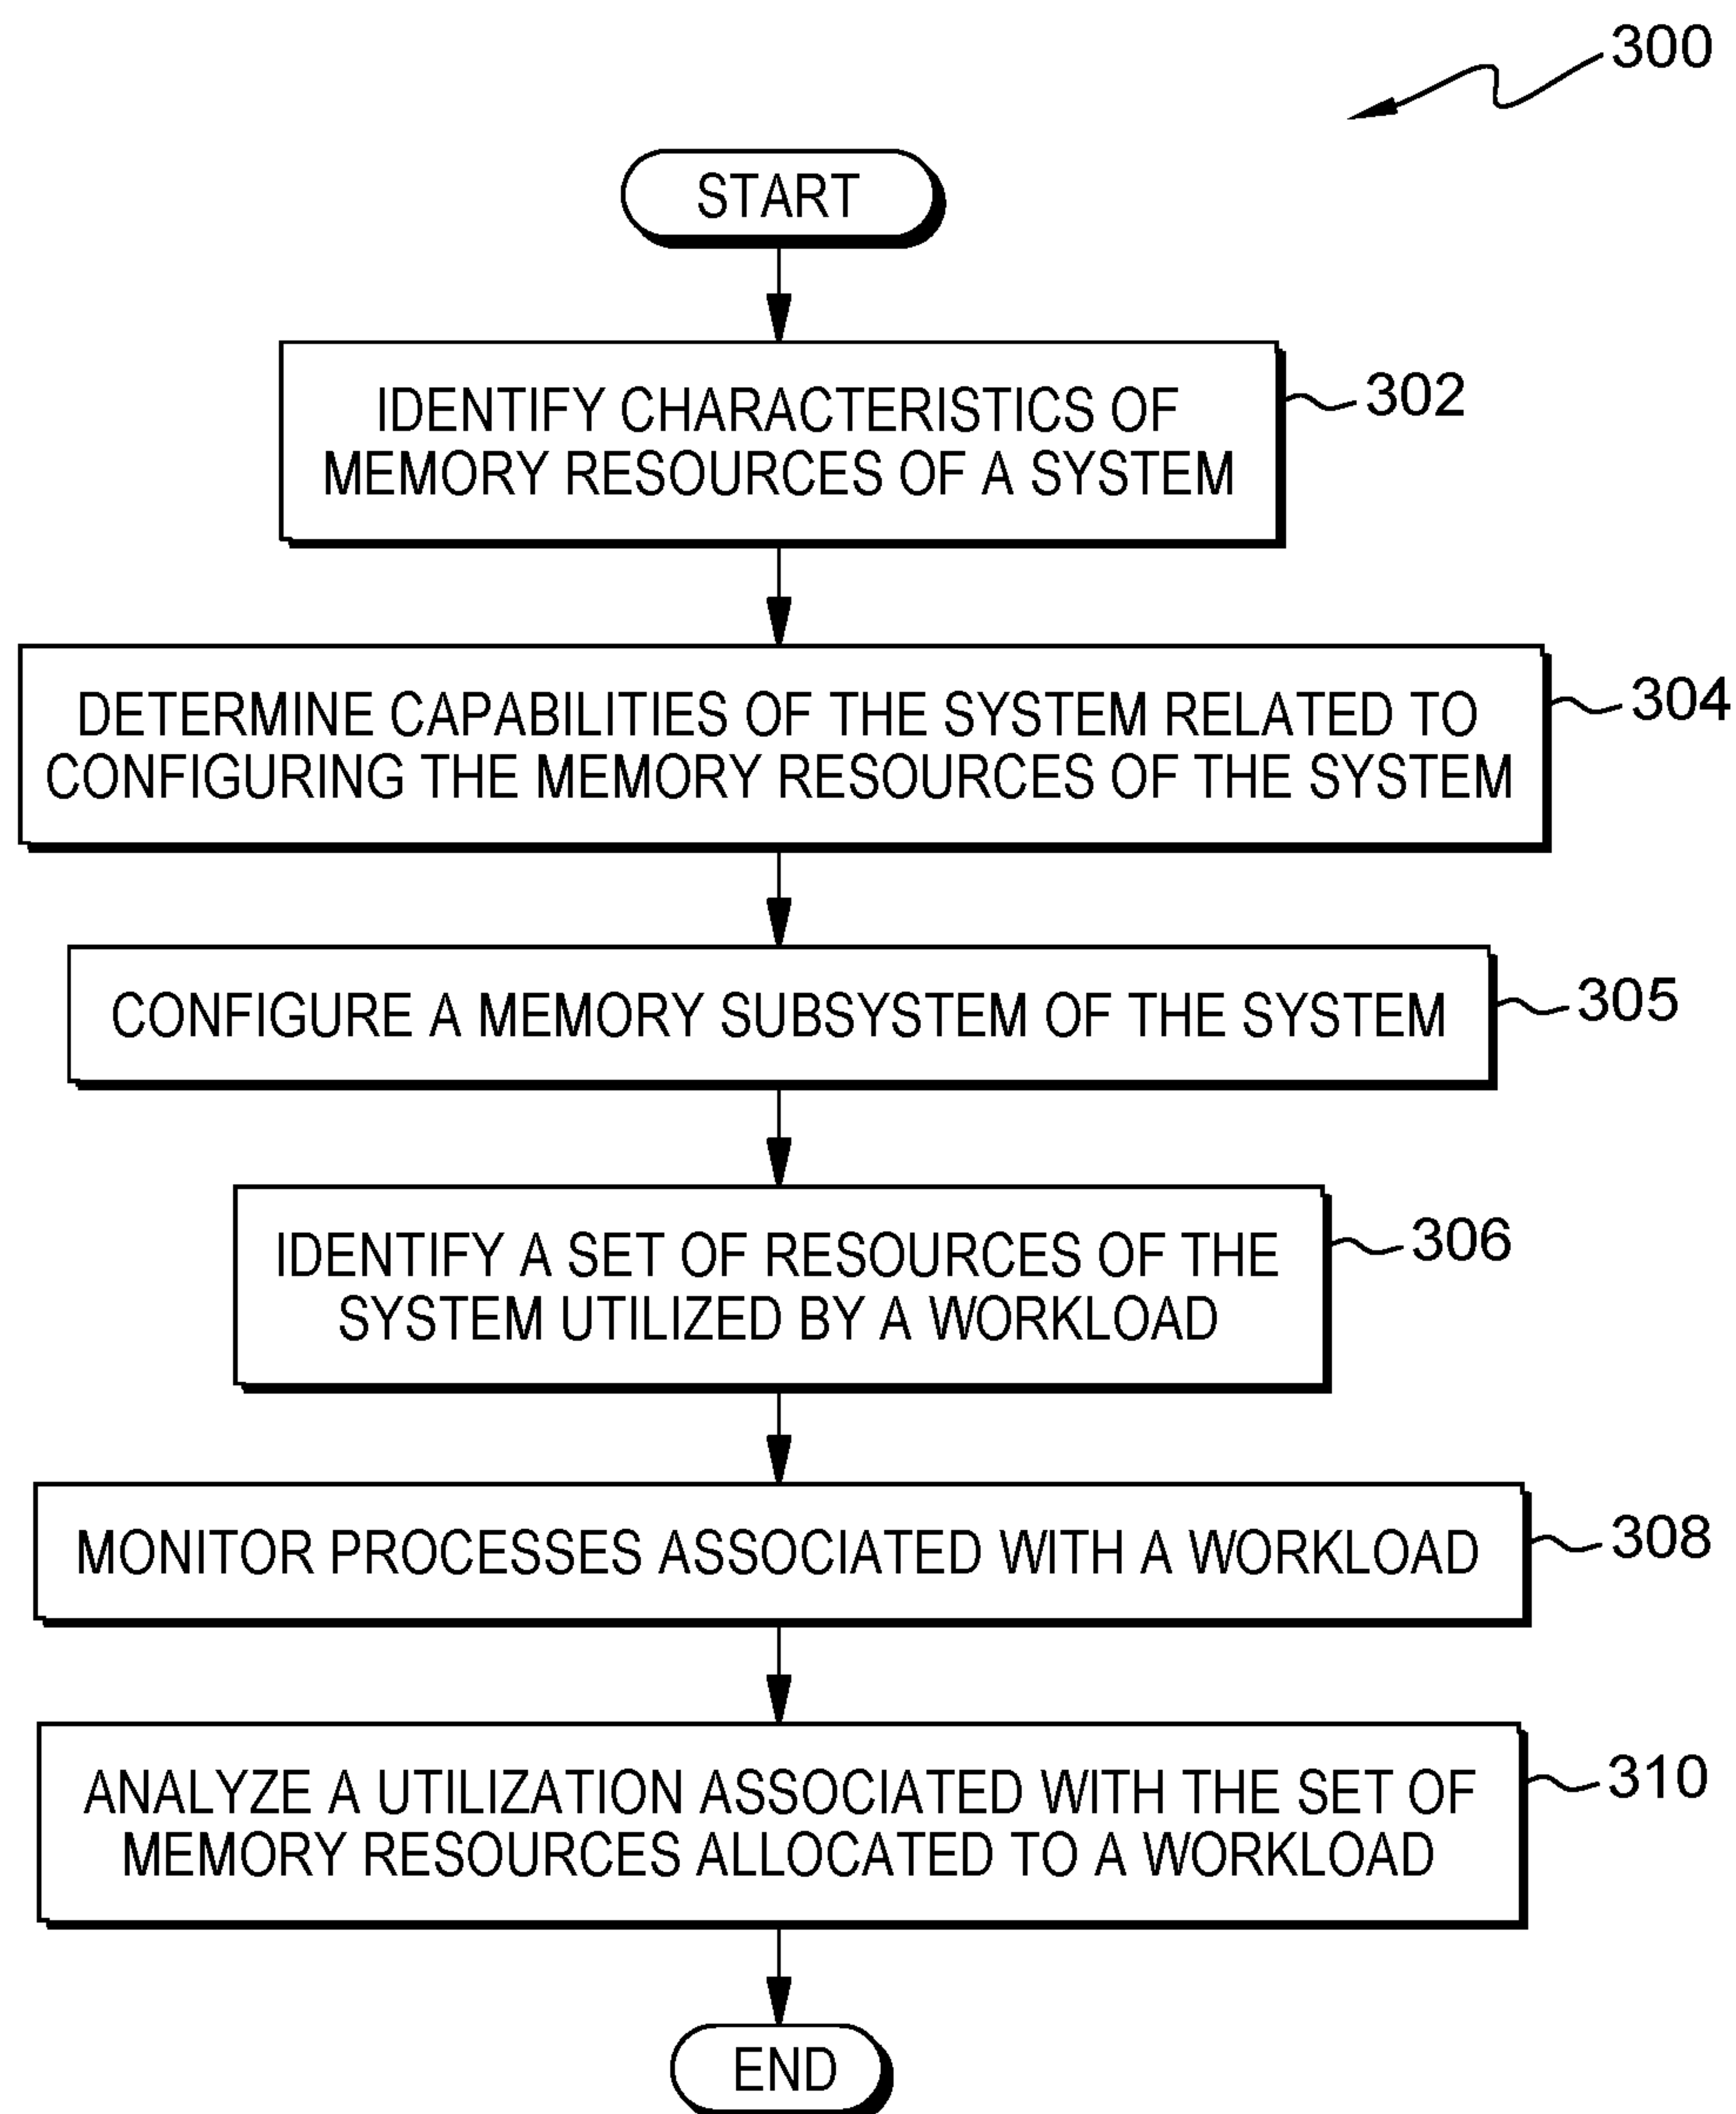 300
START
IDENTIFY CHARACTERISTICS OF
MEMORY RESOURCES OF A SYSTEM
302
DETERMINE CAPABILITIES OF THE SYSTEM RELATED TO
CONFIGURING THE MEMORY RESOURCES OF THE SYSTEM
304
CONFIGURE A MEMORY SUBSYSTEM OF THE SYSTEM
305
IDENTIFY A SET OF RESOURCES OF THE
SYSTEM UTILIZED BY A WORKLOAD
306
MONITOR PROCESSES ASSOCIATED WITH A WORKLOAD
308
ANALYZE A UTILIZATION ASSOCIATED WITH THE SET OF
MEMORY RESOURCES ALLOCATED TO A WORKLOAD
310
END